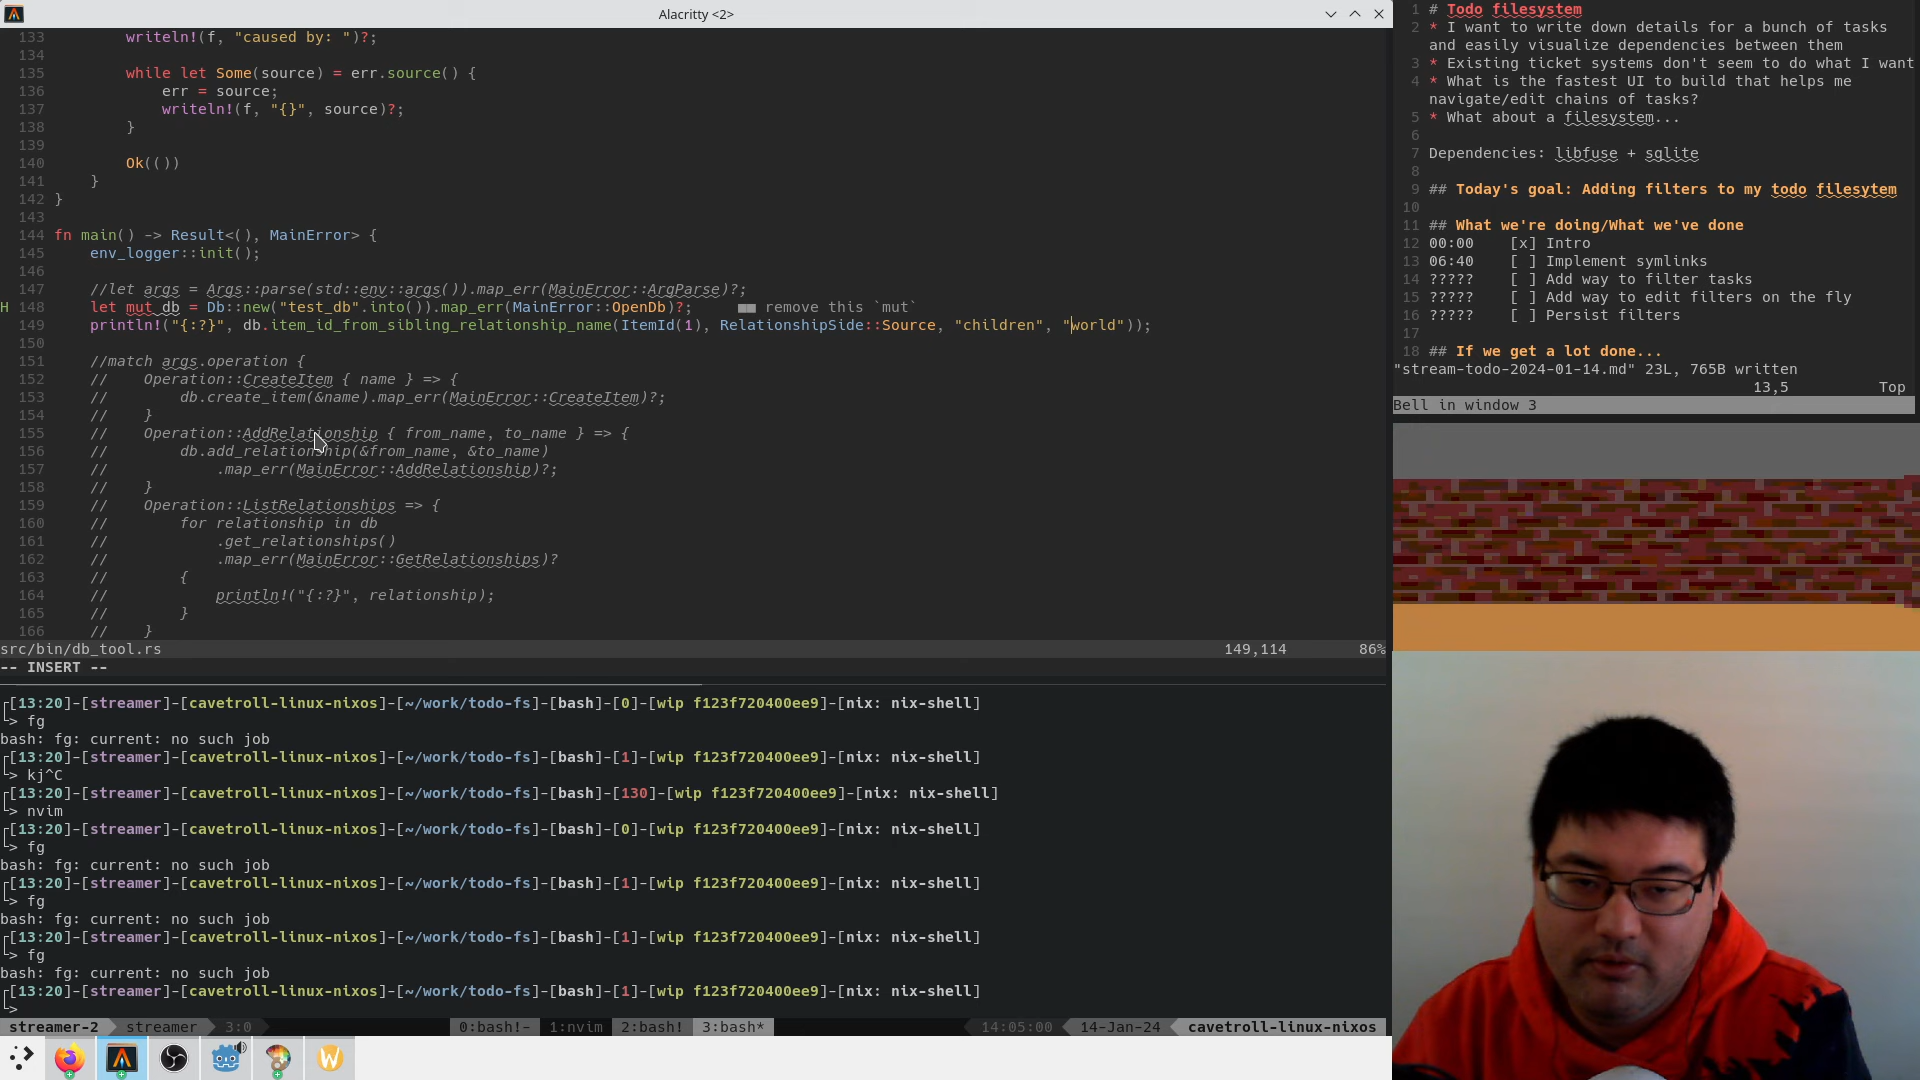 Alacritty <2>
133         writeln!(f, "caused by: ")?;
134
135         while let Some(source) = err.source() {
136             err = source;
137             writeln!(f, "{}", source)?;
138         }
139
140         Ok(())
141     }
142 }
143
144 fn main() -> Result<(), MainError> {
145     env_logger::init();
146
147     //let args = Args::parse(std::env::args()).map_err(MainError::ArgParse)?;
H 148     let mut db = Db::new("test_db".into()).map_err(MainError::OpenDb)?;     ■■ remove this `mut`
149     println!("{:?}", db.item_id_from_sibling_relationship_name(ItemId(1), RelationshipSide::Source, "children", "world"));
150
151     //match args.operation {
152     //    Operation::CreateItem { name } => {
153     //        db.create_item(&name).map_err(MainError::CreateItem)?;
154     //    }
155     //    Operation::AddRelationship { from_name, to_name } => {
156     //        db.add_relationship(&from_name, &to_name)
157     //            .map_err(MainError::AddRelationship)?;
158     //    }
159     //    Operation::ListRelationships => {
160     //        for relationship in db
161     //            .get_relationships()
162     //            .map_err(MainError::GetRelationships)?
163     //        {
164     //            println!("{:?}", relationship);
165     //        }
166     //    }
src/bin/db_tool.rs 149,114 86%
-- INSERT --
┌[13:20]-[streamer]-[cavetroll-linux-nixos]-[~/work/todo-fs]-[bash]-[0]-[wip f123f720400ee9]-[nix: nix-shell]
└> fg
bash: fg: current: no such job
┌[13:20]-[streamer]-[cavetroll-linux-nixos]-[~/work/todo-fs]-[bash]-[1]-[wip f123f720400ee9]-[nix: nix-shell]
└> kj^C
┌[13:20]-[streamer]-[cavetroll-linux-nixos]-[~/work/todo-fs]-[bash]-[130]-[wip f123f720400ee9]-[nix: nix-shell]
└> nvim
┌[13:20]-[streamer]-[cavetroll-linux-nixos]-[~/work/todo-fs]-[bash]-[0]-[wip f123f720400ee9]-[nix: nix-shell]
└> fg
bash: fg: current: no such job
┌[13:20]-[streamer]-[cavetroll-linux-nixos]-[~/work/todo-fs]-[bash]-[1]-[wip f123f720400ee9]-[nix: nix-shell]
└> fg
bash: fg: current: no such job
┌[13:20]-[streamer]-[cavetroll-linux-nixos]-[~/work/todo-fs]-[bash]-[1]-[wip f123f720400ee9]-[nix: nix-shell]
└> fg
bash: fg: current: no such job
┌[13:20]-[streamer]-[cavetroll-linux-nixos]-[~/work/todo-fs]-[bash]-[1]-[wip f123f720400ee9]-[nix: nix-shell]
└>
streamer-2 streamer 3:0 0:bash!- 1:nvim 2:bash! 3:bash* 14:05:00 14-Jan-24 cavetroll-linux-nixos
1 # Todo filesystem
2 * I want to write down details for a bunch of tasks
and easily visualize dependencies between them
3 * Existing ticket systems don't seem to do what I want
4 * What is the fastest UI to build that helps me
navigate/edit chains of tasks?
5 * What about a filesystem...
6
7 Dependencies: libfuse + sqlite
8
9 ## Today's goal: Adding filters to my todo filesytem
10
11 ## What we're doing/What we've done
12 00:00    [x] Intro
13 06:40    [ ] Implement symlinks
14 ?????    [ ] Add way to filter tasks
15 ?????    [ ] Add way to edit filters on the fly
16 ?????    [ ] Persist filters
17
18 ## If we get a lot done...
"stream-todo-2024-01-14.md" 23L, 765B written
13,5 Top
Bell in window 3
W